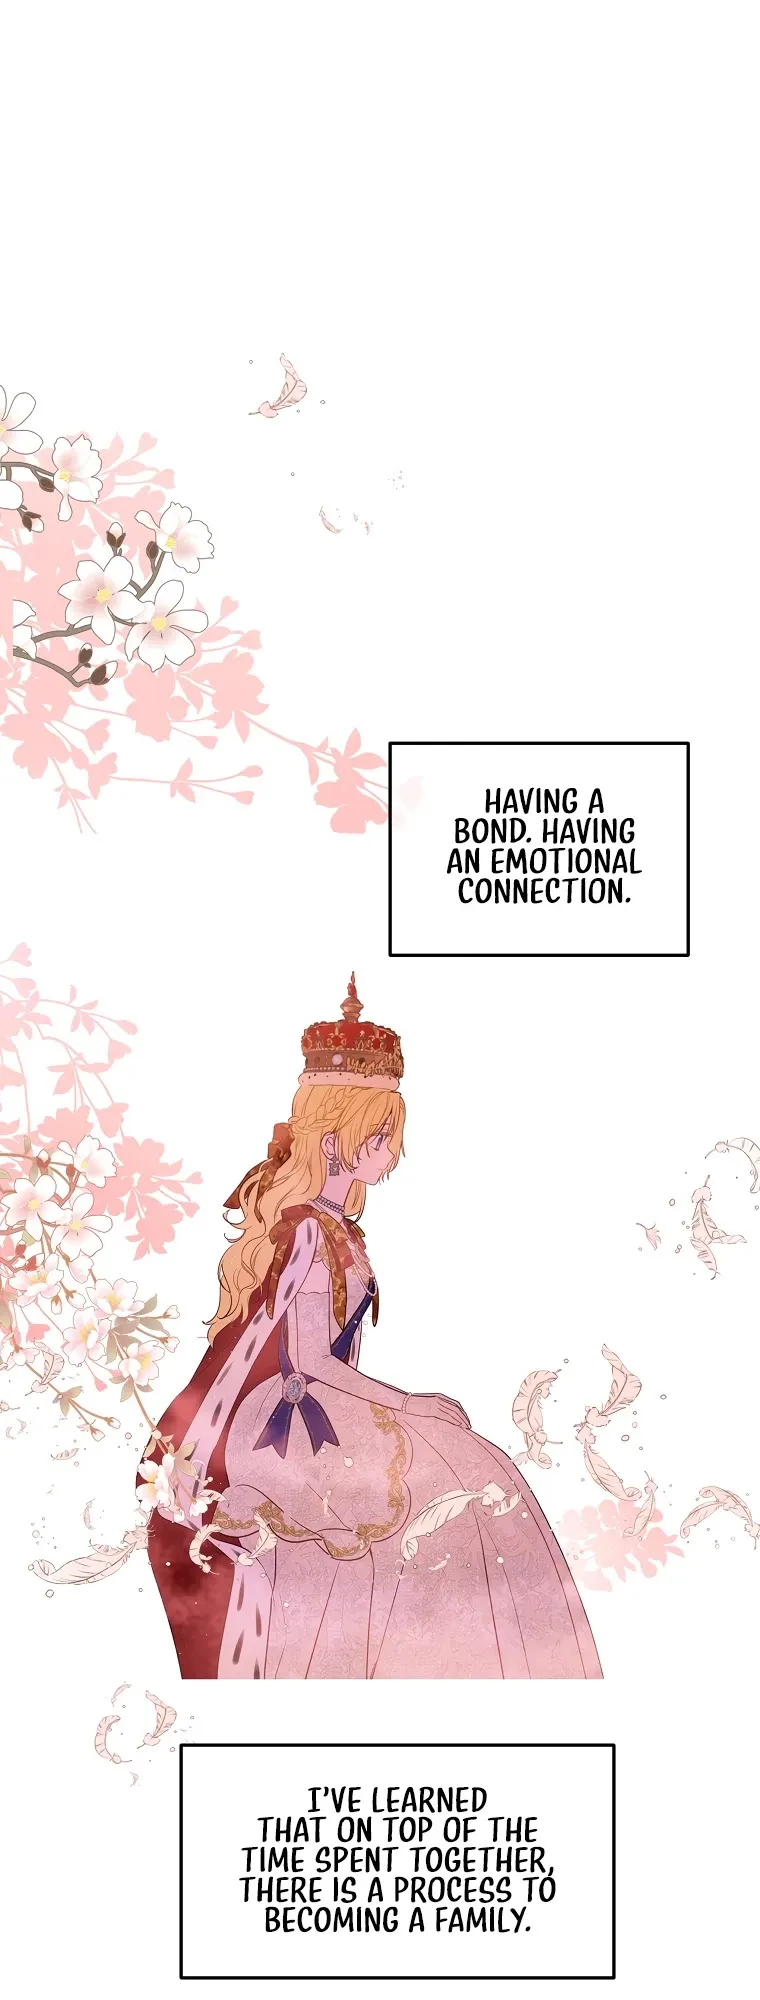 HAVING A
BOND. HAVING
AN EMOTIONAL
CONNECTION.
I'VE LEARNED
THAT ON TOP OF THE
TIME SPENT TOGETHER,
THERE IS A PROCESS TO
BECOMING A FAMILY.